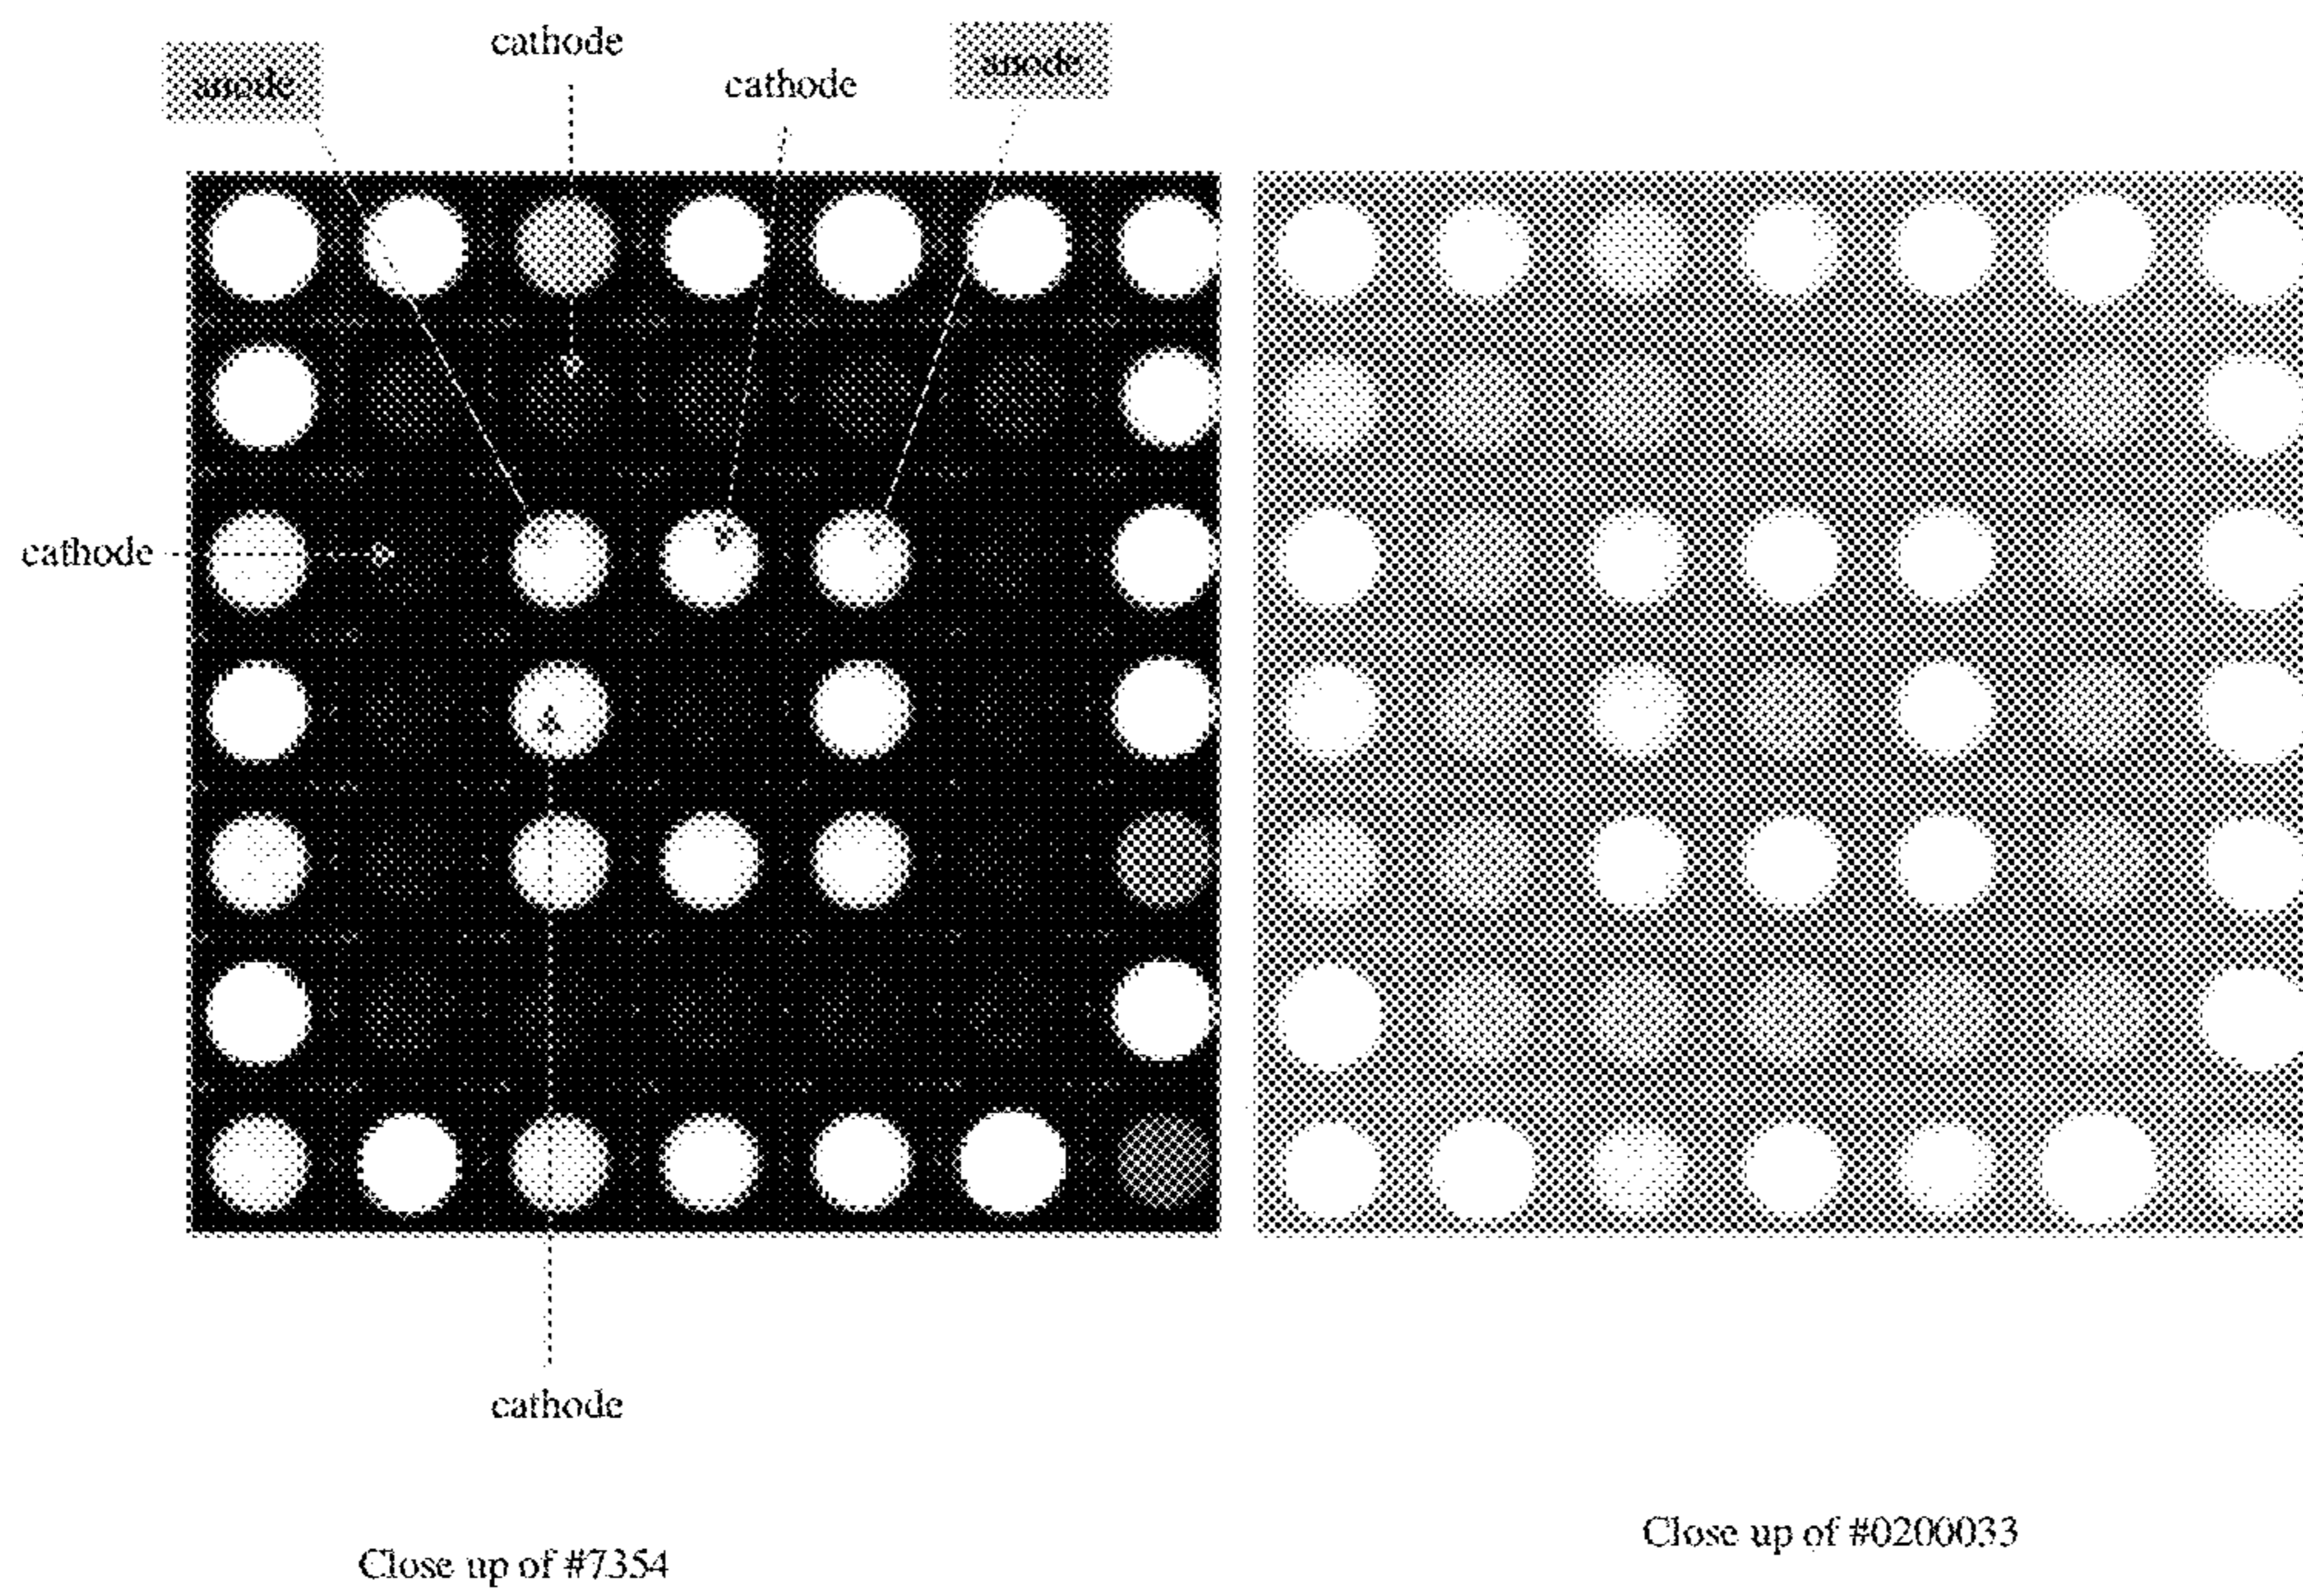 cathode
anode
cathode
anode
cathode
cathode
Close up of #0200033
Close up of #7354